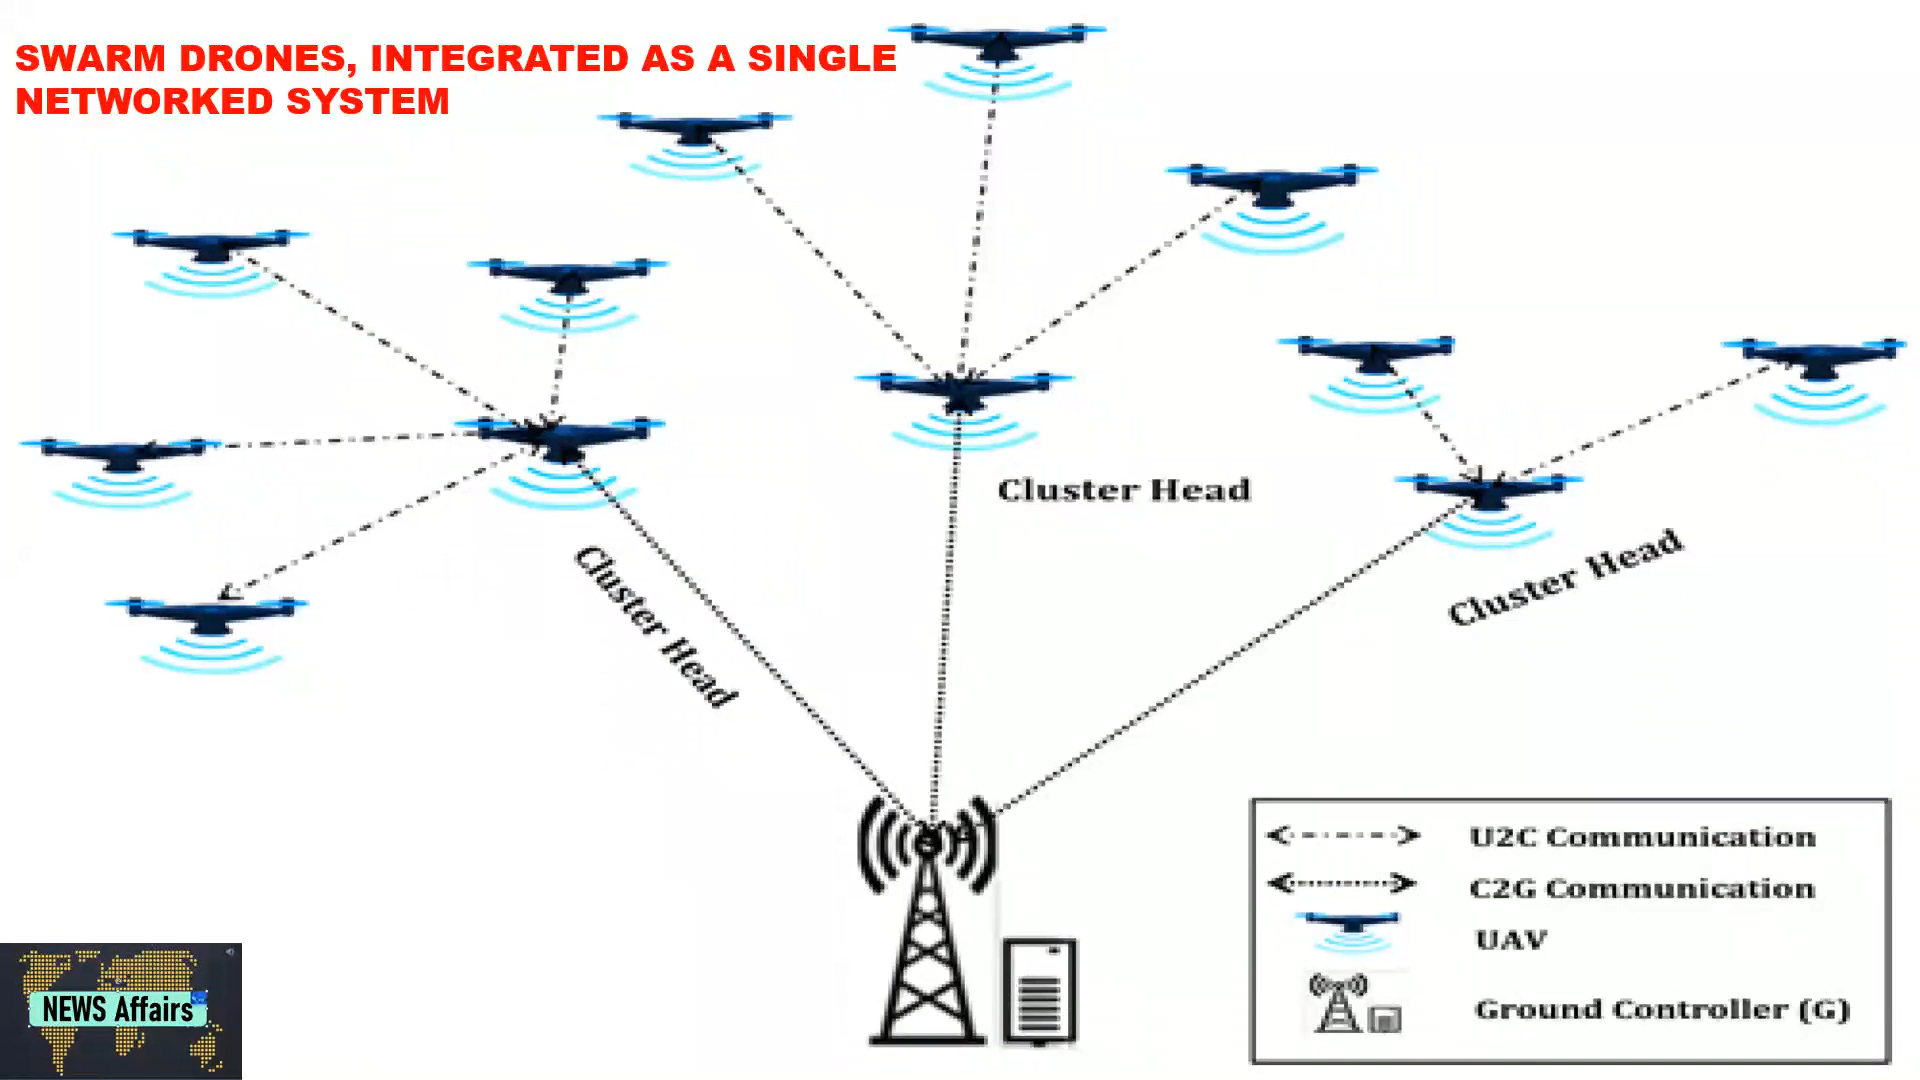 SWARM DRONES, INTEGRATED AS A SINGLE
NETWORKED SYSTEM
Cluster Head
Cluster Head
Cluster Head
U2C Communication
C2G Communication
UAV
Ground Controller (G)
NEWS Affairs